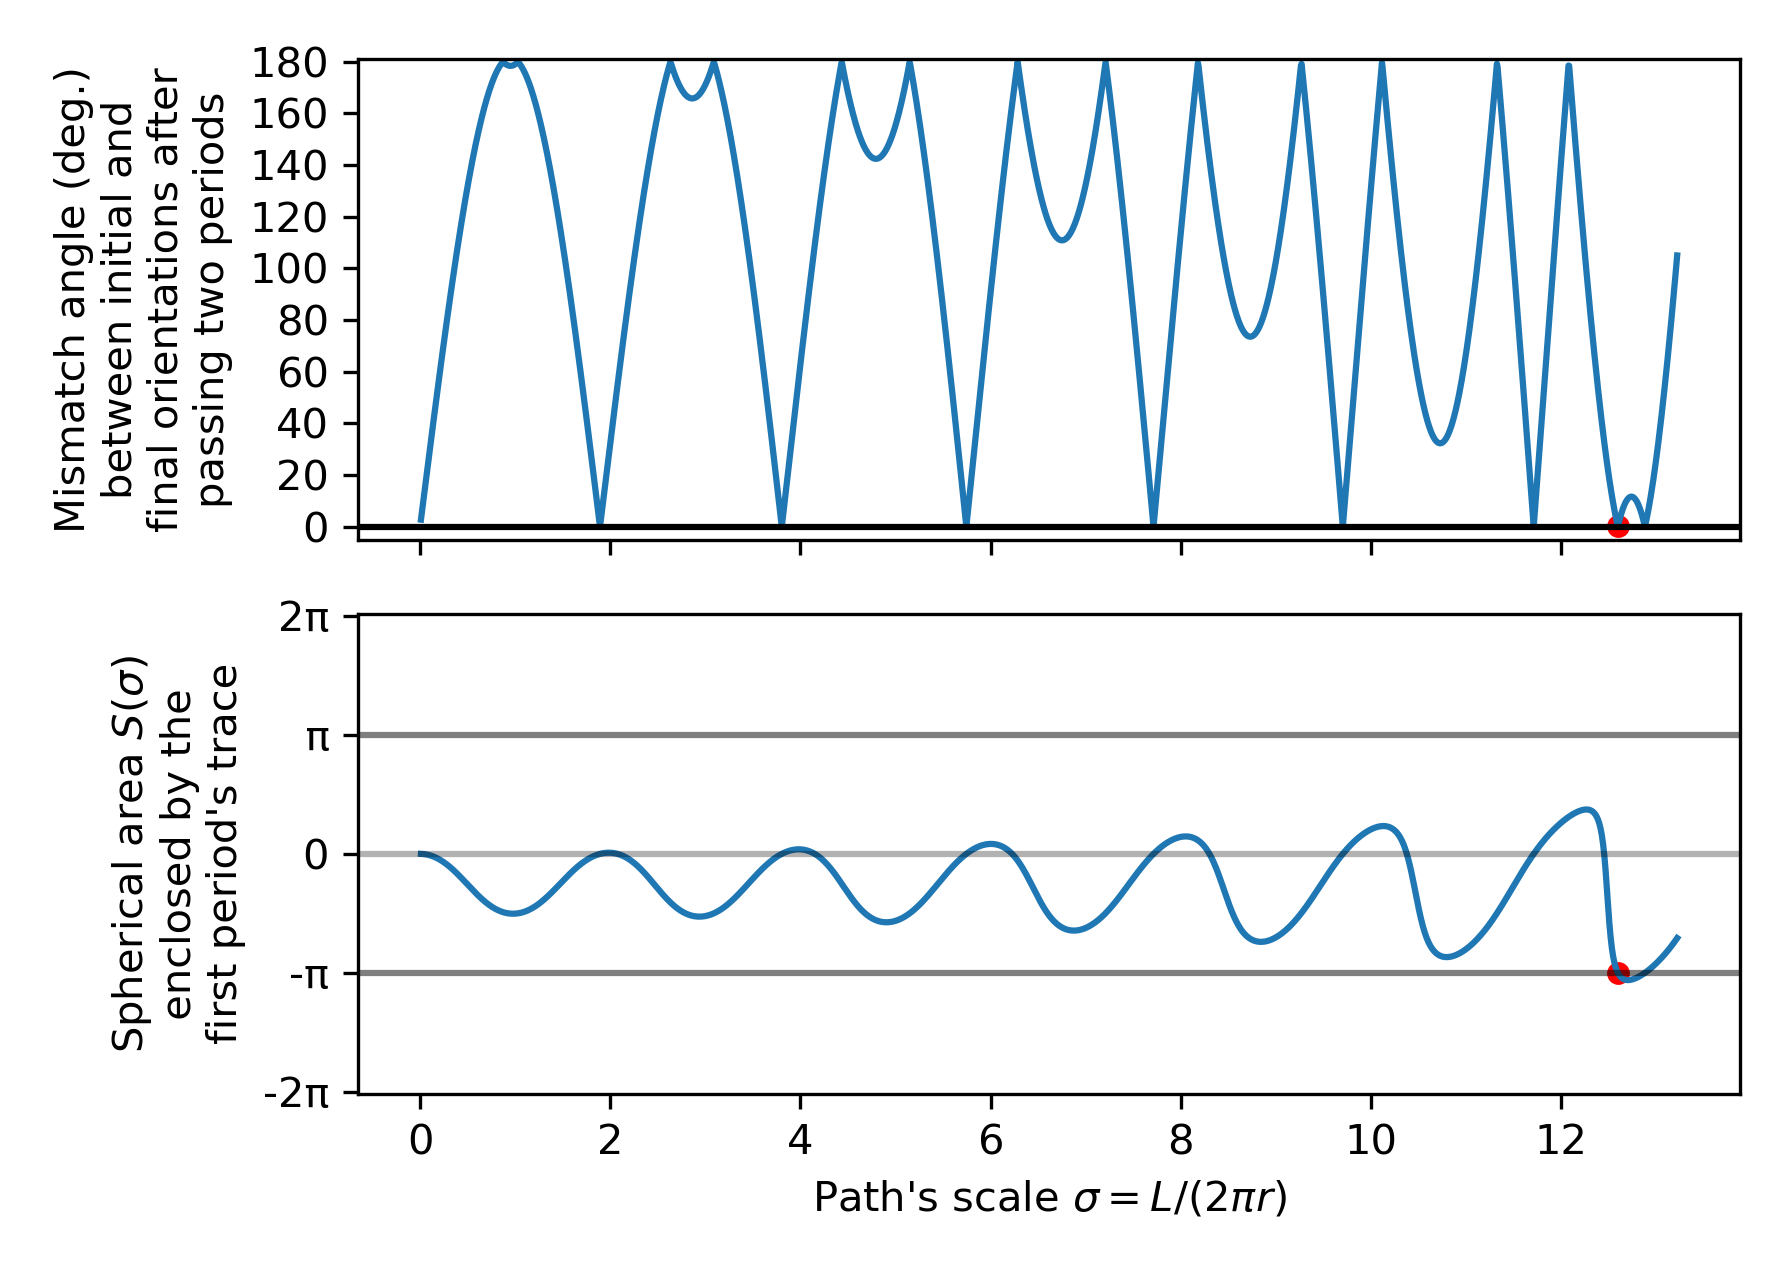 Mismatch angle (deg.)
between initial and
final orientations after
passing two periods
180
160
140
120
100
80
60
40
20
0
Spherical area S(σ)
enclosed by the
first period's trace
2π
π
0
-π
-2π
0 2 4 6 8 10 12
Path's scale σ = L/(2πr)